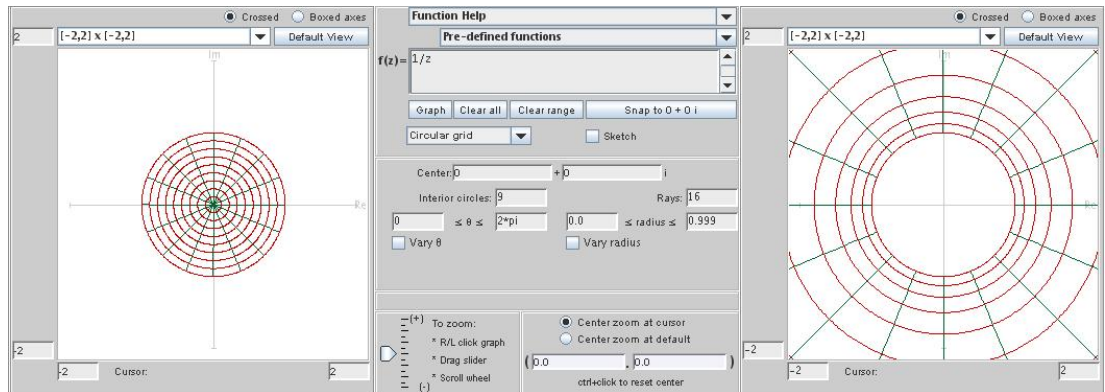 Crossed Boxed axes
2 [-2,2] x [-2,2] Default View
Im
Re
-2
-2 Cursor: 2
Function Help
Pre-defined functions
f(z)= 1/z
Graph Clear all Clear range Snap to 0 + 0 i
Circular grid Sketch
Center: 0 + 0 i
Interior circles: 9 Rays: 16
0 ≤ θ ≤ 2*pi 0.0 ≤ radius ≤ 0.999
Vary θ Vary radius
(+) To zoom:
* R/L click graph
* Drag slider
* Scroll wheel
(-)
Center zoom at cursor
Center zoom at default
( 0.0 , 0.0 )
ctrl+click to reset center
Crossed Boxed axes
2 [-2,2] x [-2,2] Default View
Im
Re
-2
-2 Cursor: 2